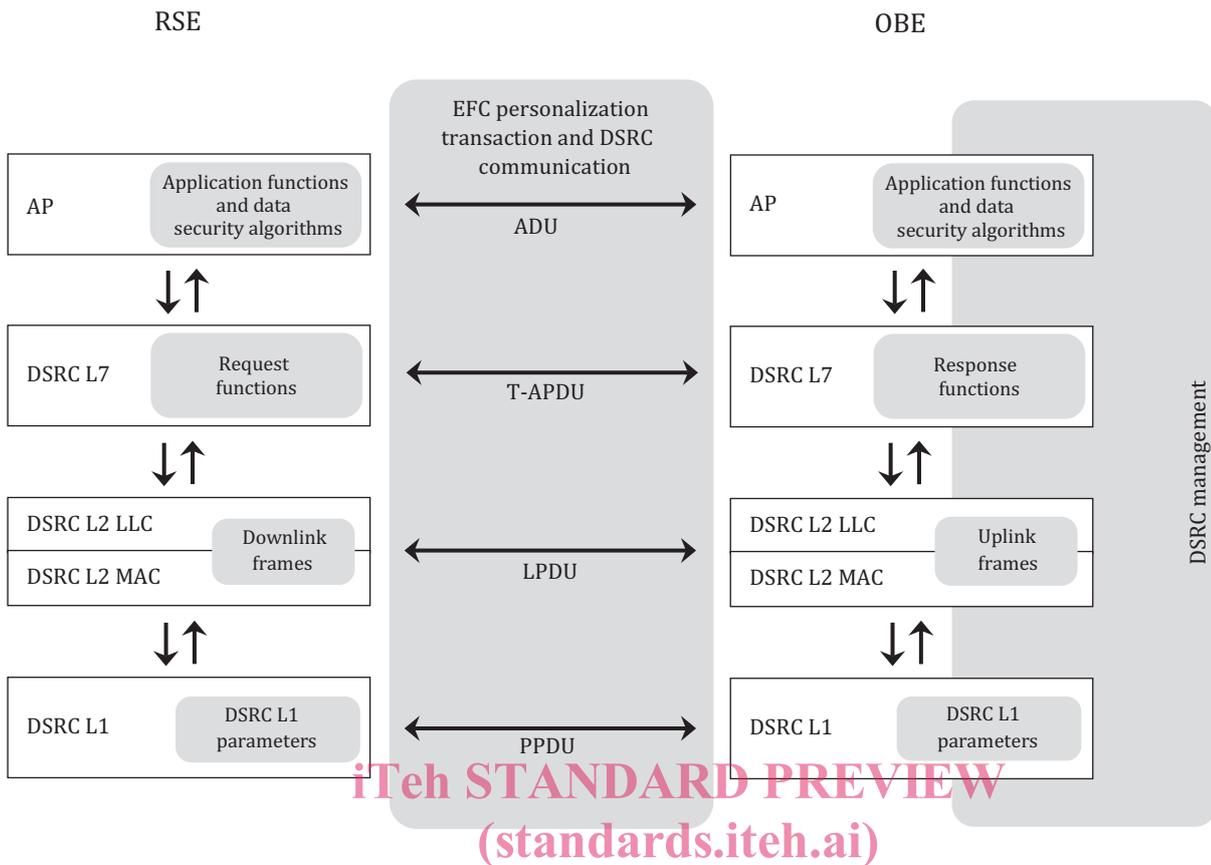 RSE
OBE
EFC personalization
transaction and DSRC
communication
AP
Application functions
and data
security algorithms
ADU
AP
Application functions
and data
security algorithms
DSRC L7
Request
functions
T-APDU
DSRC L7
Response
functions
DSRC management
DSRC L2 LLC
DSRC L2 MAC
Downlink
frames
LPDU
DSRC L2 LLC
DSRC L2 MAC
Uplink
frames
DSRC L1
DSRC L1
parameters
PPDU
DSRC L1
DSRC L1
parameters
iTeh STANDARD PREVIEW
(standards.iteh.ai)